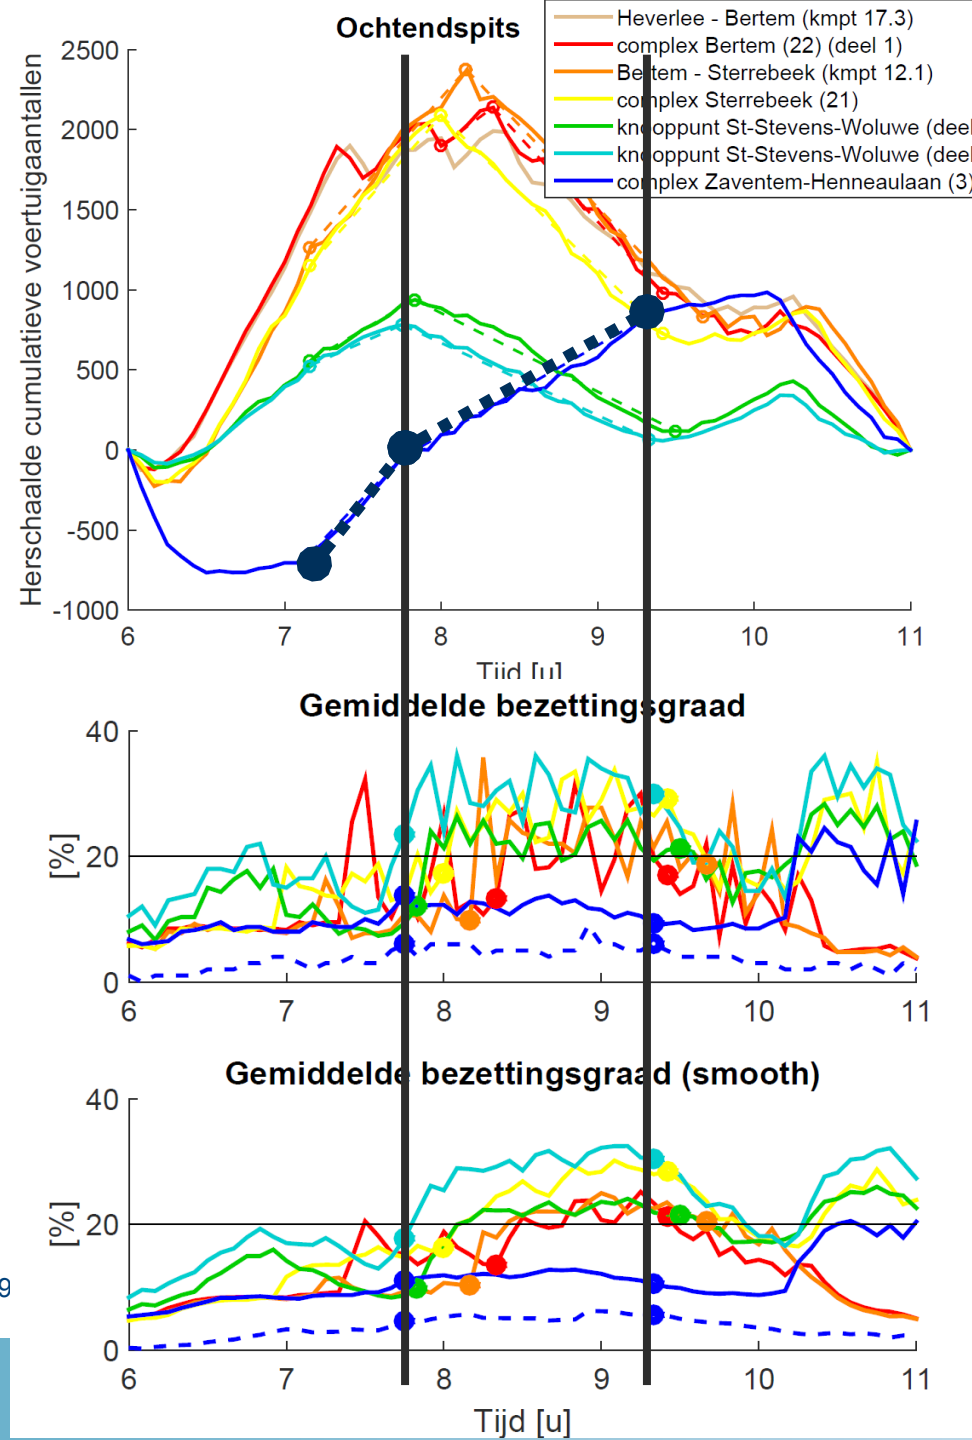 Ochtendspits
Heverlee - Bertem (kmpt 17.3)
complex Bertem (22) (deel 1)
Bertem - Sterrebeek (kmpt 12.1)
complex Sterrebeek (21)
knooppunt St-Stevens-Woluwe (deel
knooppunt St-Stevens-Woluwe (deel
complex Zaventem-Henneaulaan (3)
Herschaalde cumulatieve voertuigaantallen
2500
2000
1500
1000
500
0
-500
-1000
6 7 8 9 10 11
Tijd [u]
Gemiddelde bezettingsgraad
[%]
40
20
0
6 7 8 9 10 11
Gemiddelde bezettingsgraad (smooth)
[%]
40
20
0
6 7 8 9 10 11
Tijd [u]
9